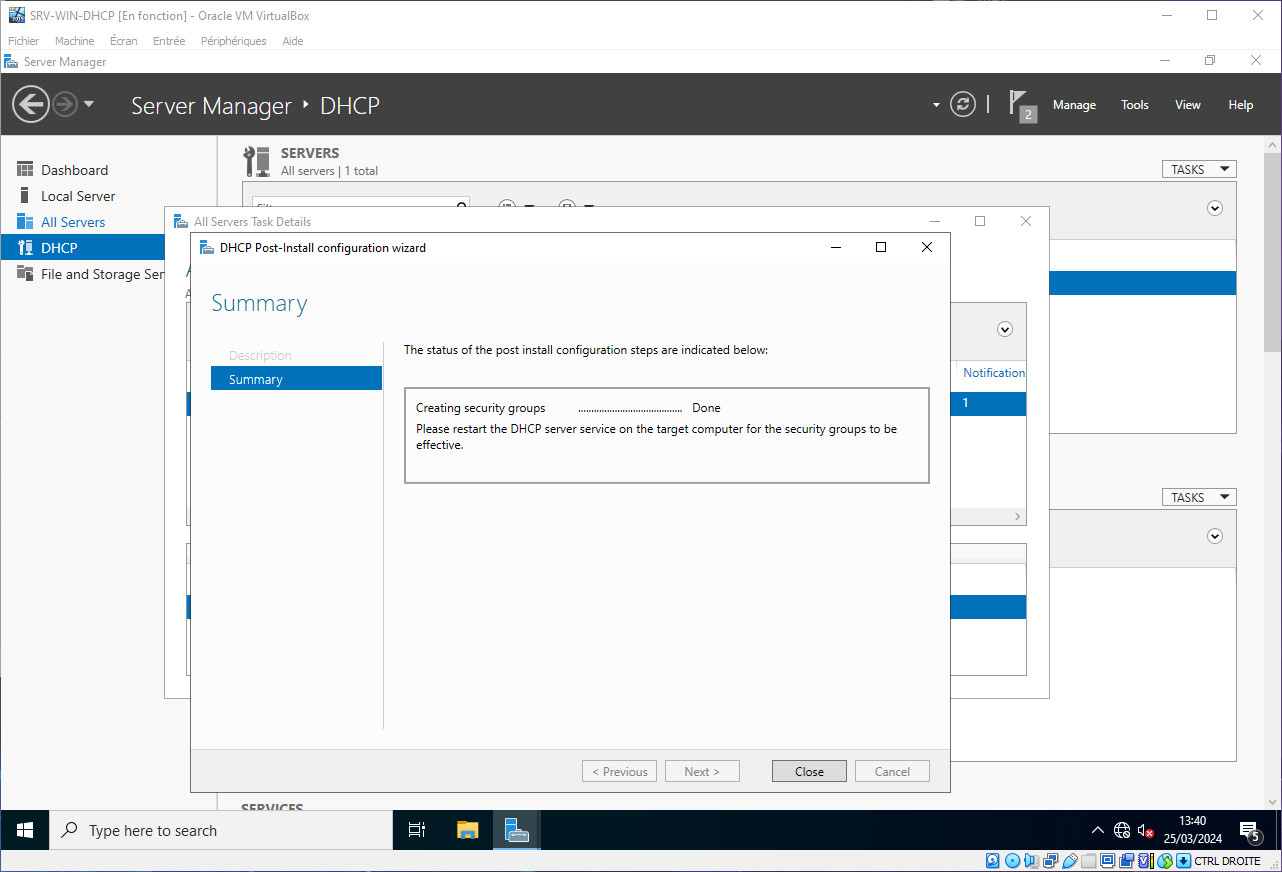 SRV-WIN-DHCP [En fonction] - Oracle VM VirtualBox
Fichier Machine Écran Entrée Périphériques Aide
Server Manager
Server Manager DHCP
2
Manage Tools View Help
Dashboard
Local Server
All Servers
DHCP
File and Storage Ser
SERVERS
All servers | 1 total
TASKS
All Servers Task Details
DHCP Post-Install configuration wizard
Summary
Description
Summary
The status of the post install configuration steps are indicated below:
Creating security groups ........................................ Done
Please restart the DHCP server service on the target computer for the security groups to be
effective.
Notification
1
TASKS
< Previous Next > Close Cancel
SERVICES
Type here to search
13:40
25/03/2024
5
CTRL DROITE